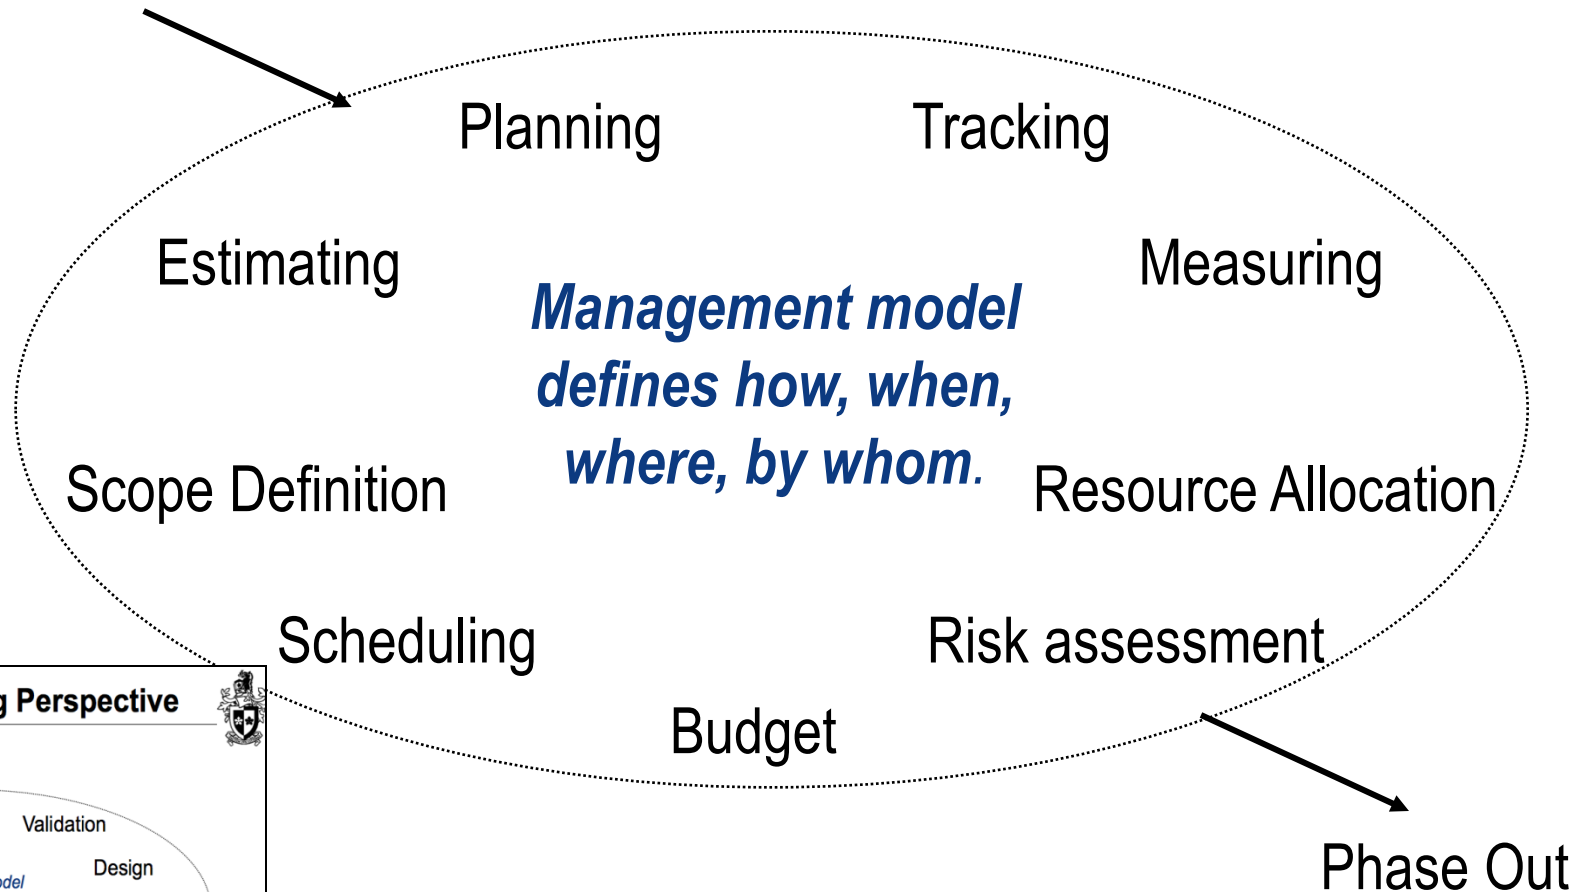 Planning
Tracking
Estimating
Measuring
Management model
defines how, when,
where, by whom.
Scope Definition
Resource Allocation
Scheduling
Risk assessment
Budget
Phase Out
Perspective
Validation
Design